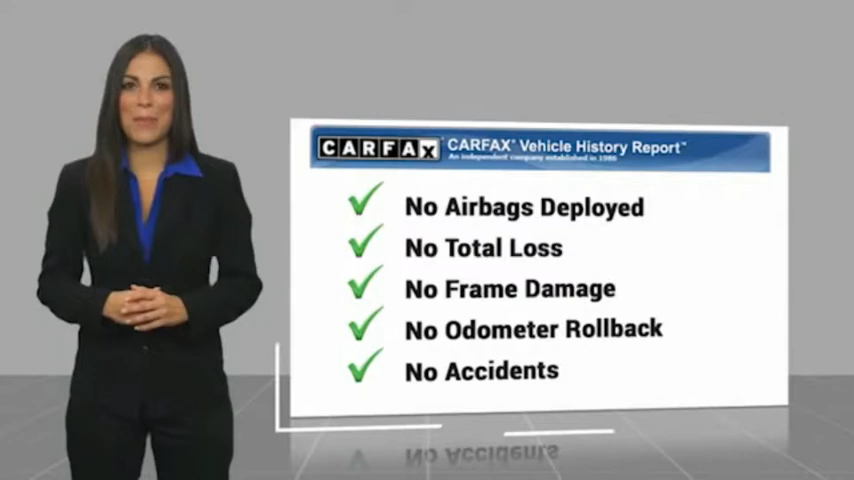 CARFAX CARFAX® Vehicle History Report™
An independent company established in 1986
No Airbags Deployed
No Total Loss
No Frame Damage
No Odometer Rollback
No Accidents
No Accidents